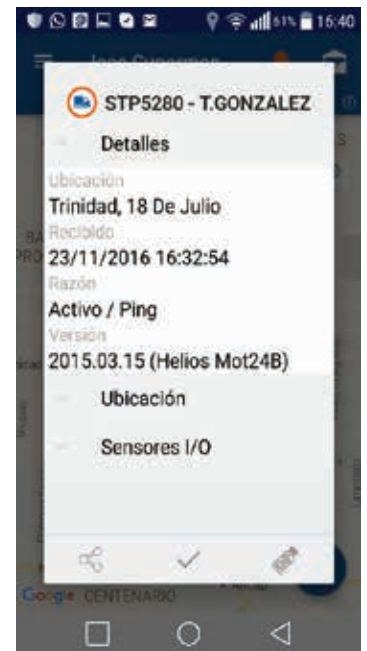 61% 16:40
STP5280 - T.GONZALEZ
Detalles
Ubicación
Trinidad, 18 De Julio
Recibido
23/11/2016 16:32:54
Razón
Activo / Ping
Versión
2015.03.15 (Helios Mot24B)
Ubicación
Sensores I/O
Google CENTENARIO